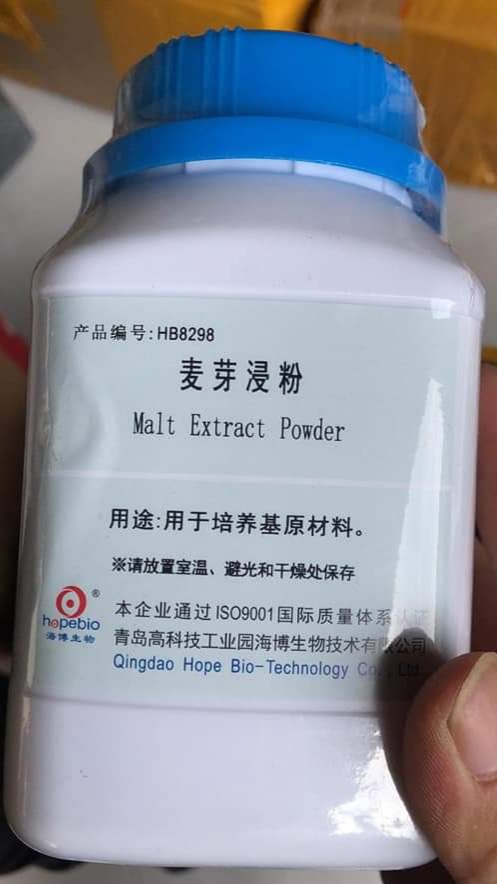 产品编号:HB8298
麦芽浸粉
Malt Extract Powder
用途:用于培养基原材料。
※请放置室温、避光和干燥处保存
®
hopebio
海博生物
本企业通过ISO9001国际质量体系认证
青岛高科技工业园海博生物技术有限公司
Qingdao Hope Bio-Technology Co., Ltd.